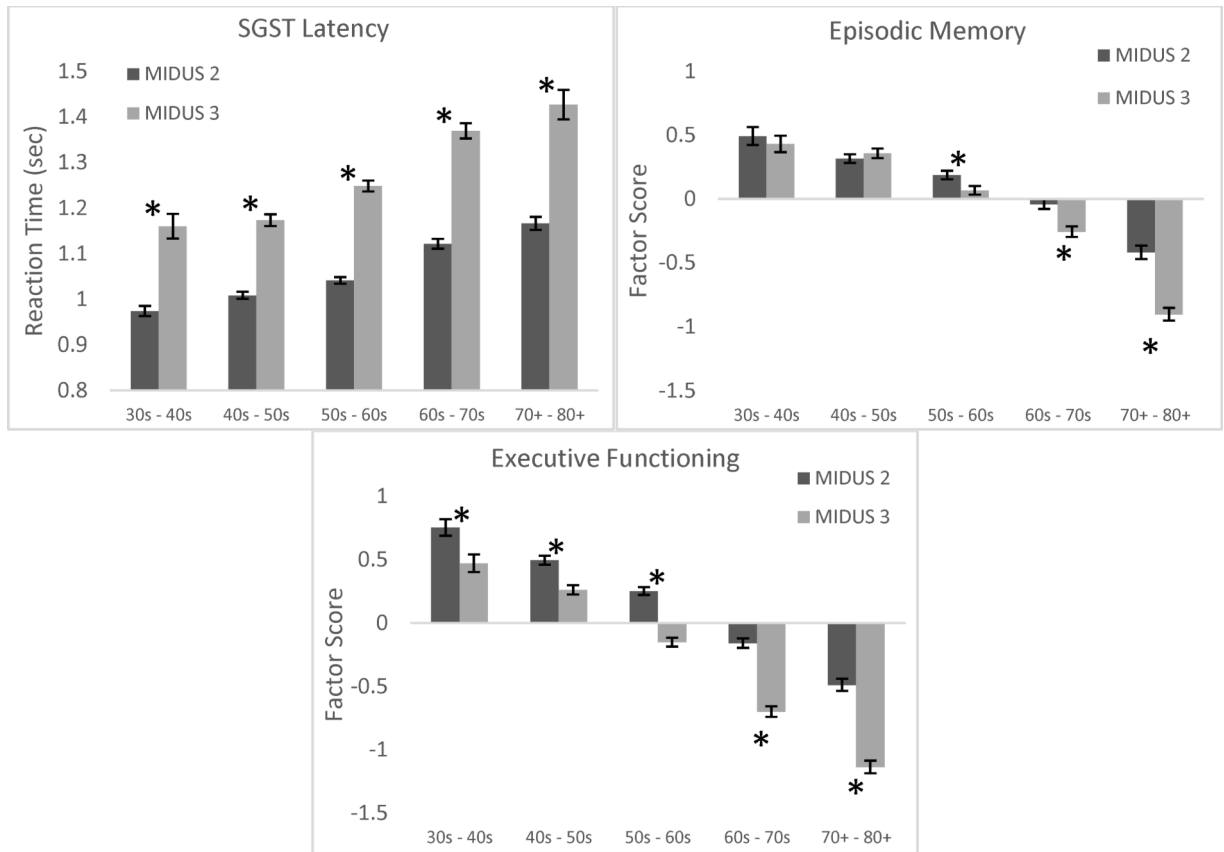 SGST Latency
MIDUS 2
MIDUS 3
Reaction Time (sec)
1.5
1.4
1.3
1.2
1.1
1
0.9
0.8
* * * * *
30s - 40s 40s - 50s 50s - 60s 60s - 70s 70+ - 80+
Episodic Memory
MIDUS 2
MIDUS 3
Factor Score
1
0.5
0
-0.5
-1
-1.5
* * *
30s - 40s 40s - 50s 50s - 60s 60s - 70s 70+ - 80+
Executive Functioning
MIDUS 2
MIDUS 3
Factor Score
1
0.5
0
-0.5
-1
-1.5
* * * * *
30s - 40s 40s - 50s 50s - 60s 60s - 70s 70+ - 80+